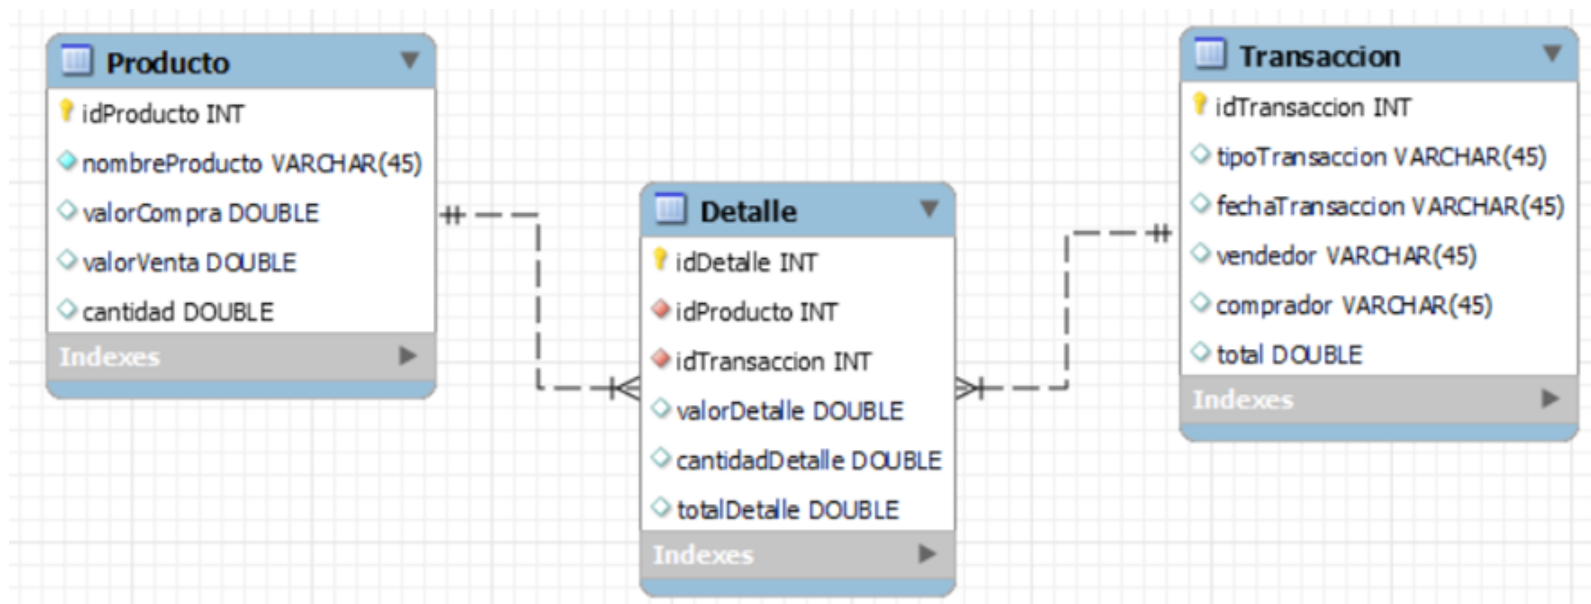 Producto
idProducto INT
nombreProducto VARCHAR(45)
valorCompra DOUBLE
valorVenta DOUBLE
cantidad DOUBLE
Indexes
Detalle
idDetalle INT
idProducto INT
idTransaccion INT
valorDetalle DOUBLE
cantidadDetalle DOUBLE
totalDetalle DOUBLE
Indexes
Transaccion
idTransaccion INT
tipoTransaccion VARCHAR(45)
fechaTransaccion VARCHAR(45)
vendedor VARCHAR(45)
comprador VARCHAR(45)
total DOUBLE
Indexes